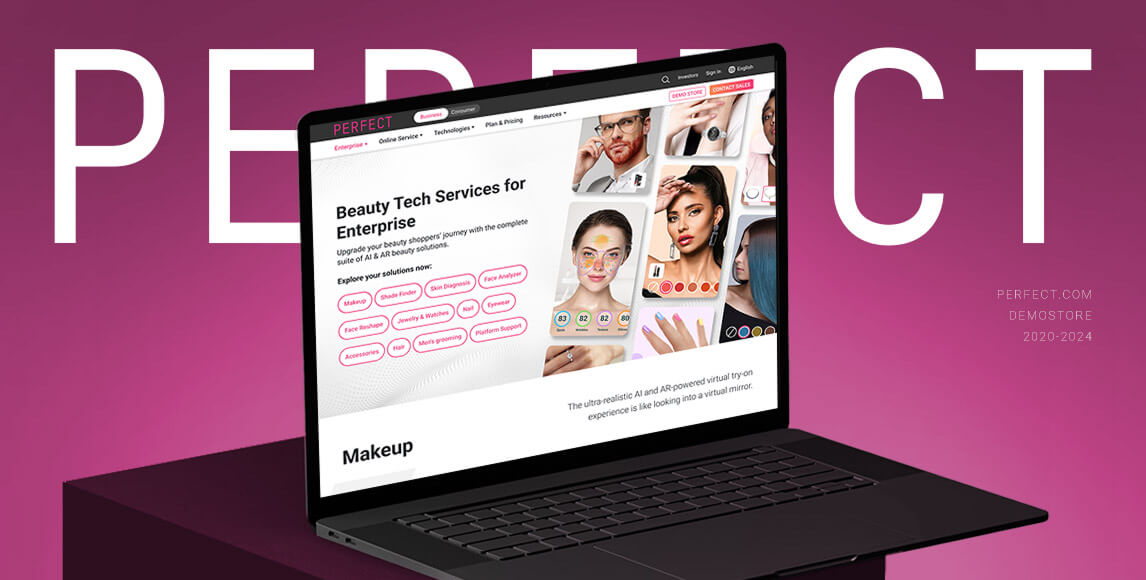 PERFECT
PERFECT
Business
Consumer
Investors
Sign In
English
Enterprise
Online Service
Technologies
Plan & Pricing
Resources
DEMO STORE
CONTACT SALES
Beauty Tech Services for
Enterprise
Upgrade your beauty shoppers' journey with the complete
suite of AI & AR beauty solutions.
Explore your solutions now:
Makeup
Shade Finder
Skin Diagnosis
Face Analyzer
Face Reshape
Jewelry & Watches
Nail
Eyewear
Accessories
Hair
Men's grooming
Platform Support
83
82
82
80
The ultra-realistic AI and AR-powered virtual try-on
experience is like looking into a virtual mirror.
Makeup
PERFECT.COM
DEMOSTORE
2020-2024